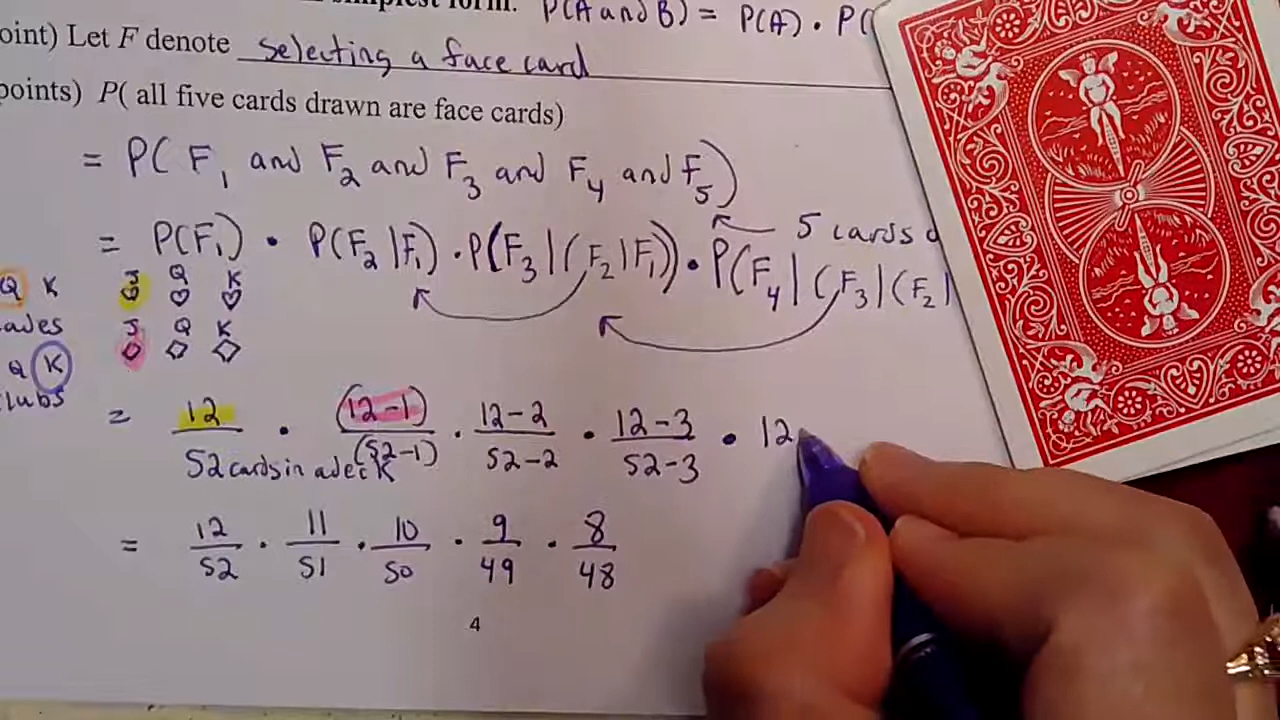 simplest form. P(A and B) = P(A) · P(
oint) Let F denote selecting a face card
points) P( all five cards drawn are face cards)
= P( F₁ and F₂ and F₃ and F₄ and F₅)
5 cards
= P(F₁) · P(F₂|F₁) · P(F₃|(F₂|F₁)) · P(F₄|(F₃|(F₂|
Q K J Q K
ades J Q K
Q K
lubs
= 12/52 cards in a deck · (12-1)/(52-1) · 12-2/52-2 · 12-3/52-3 · 12
= 12/52 · 11/51 · 10/50 · 9/49 · 8/48
4